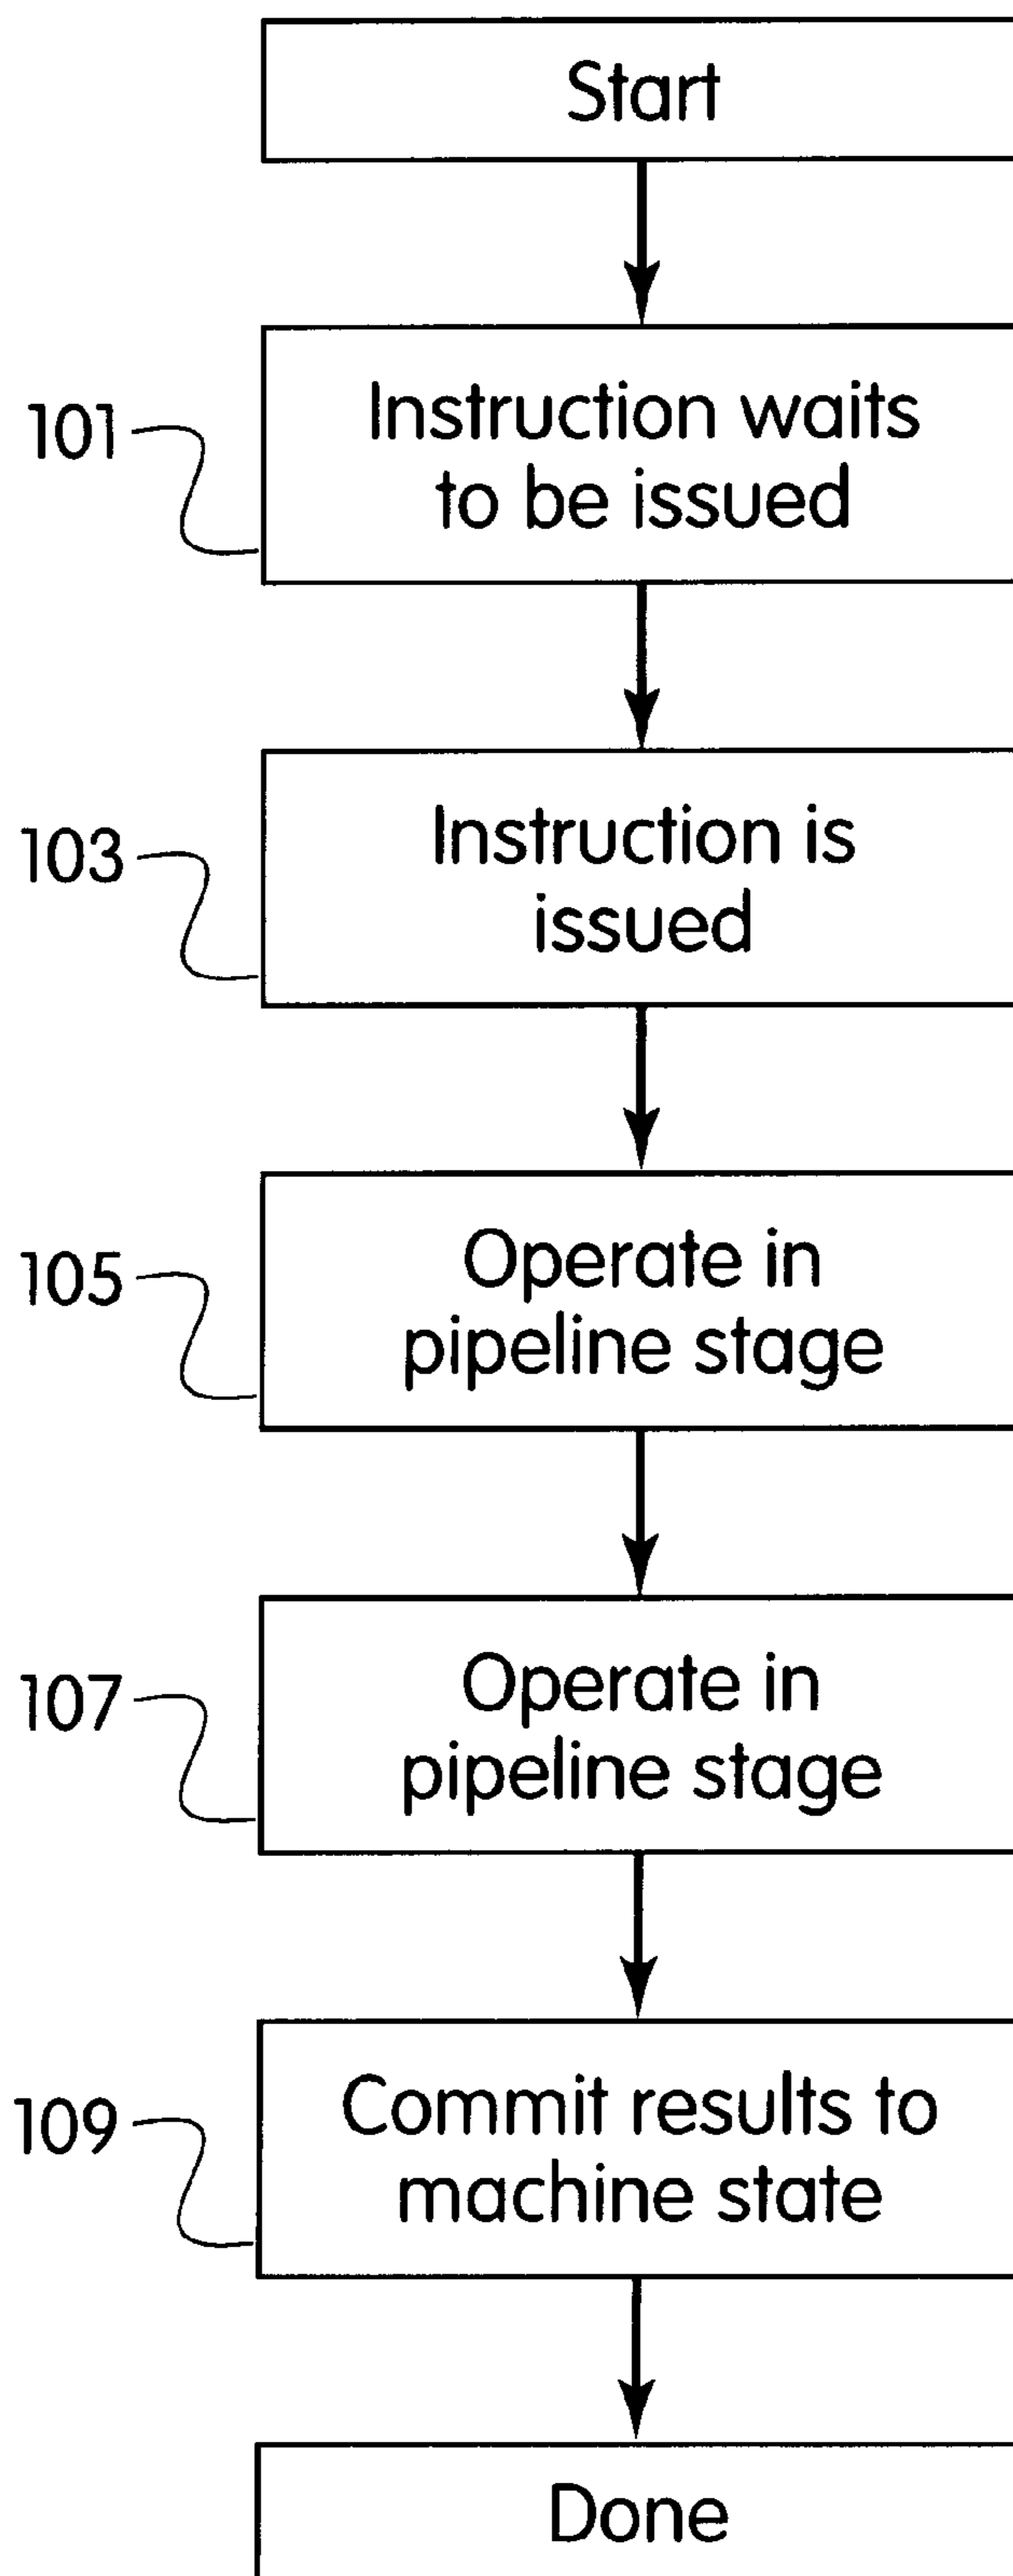 Start
101
Instruction waits
to be issued
103
Instruction is
issued
105
Operate in
pipeline stage
107
Operate in
pipeline stage
109
Commit results to
machine state
Done